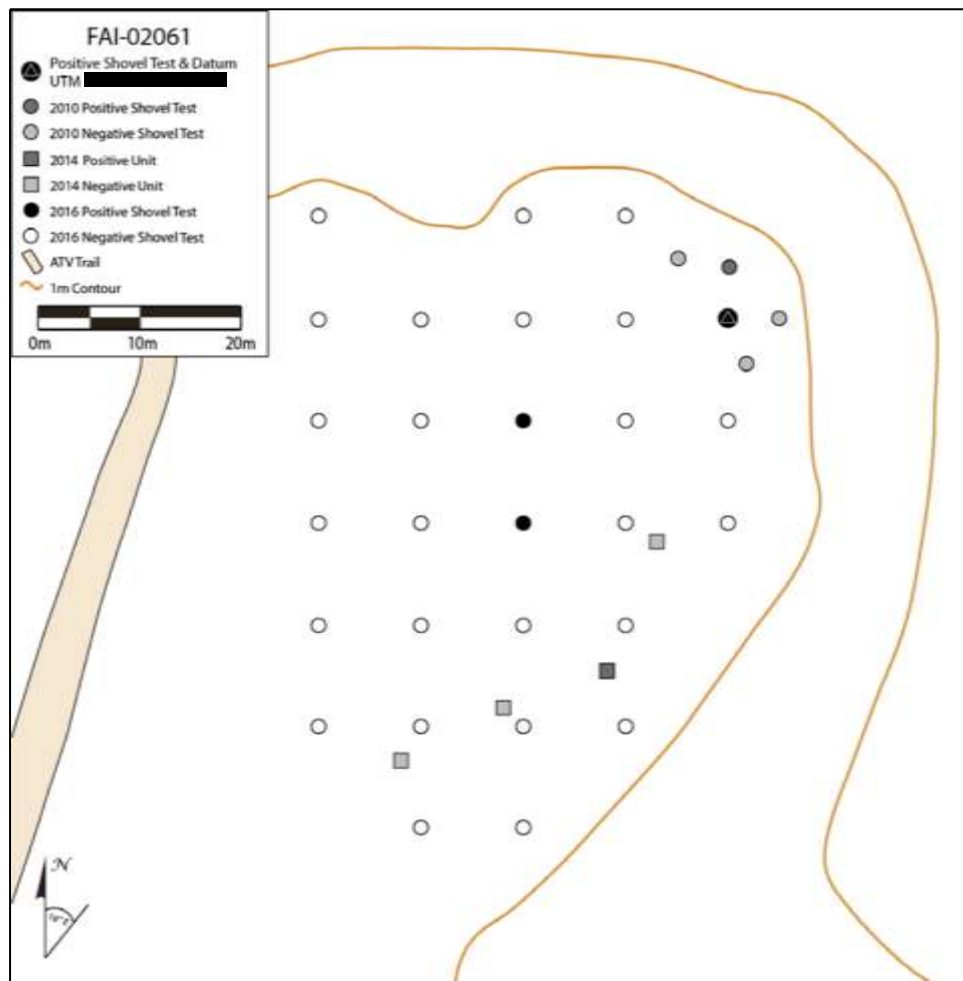 FAI-02061
Positive Shovel Test & Datum
UTM
2010 Positive Shovel Test
2010 Negative Shovel Test
2014 Positive Unit
2014 Negative Unit
2016 Positive Shovel Test
2016 Negative Shovel Test
ATV Trail
1m Contour
0m 10m 20m
N